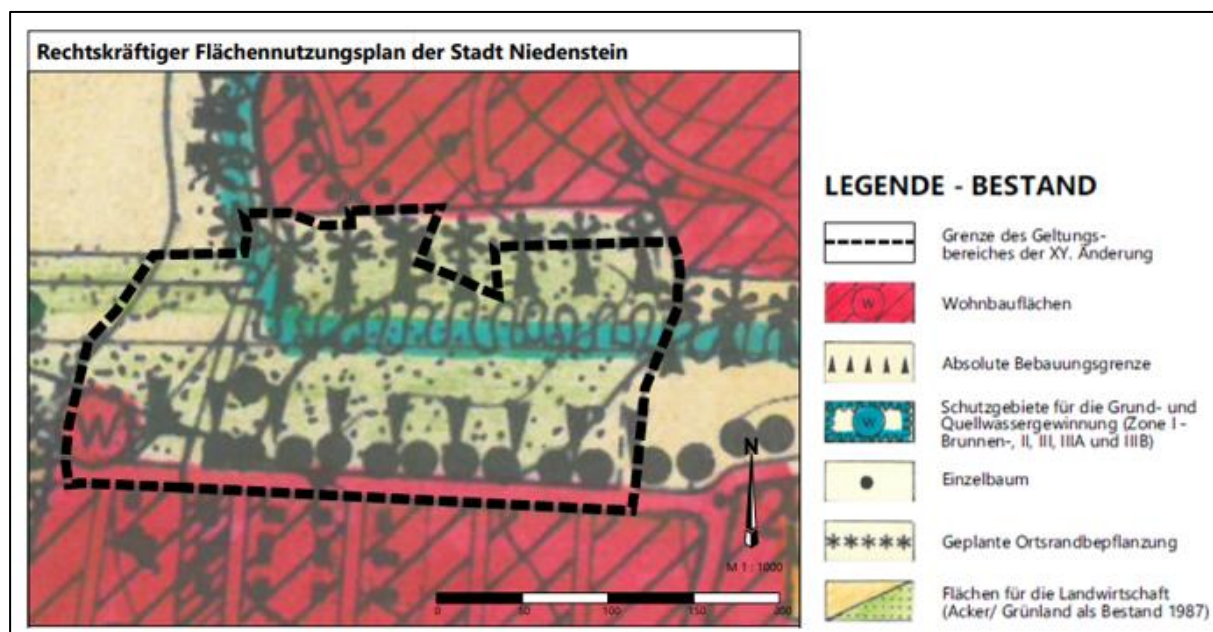 Rechtskräftiger Flächennutzungsplan der Stadt Niedenstein
W
N
M 1 : 1000
0 50 100 150 200
LEGENDE - BESTAND
Grenze des Geltungs-
bereiches der XY. Änderung
W
Wohnbauflächen
Absolute Bebauungsgrenze
W
Schutzgebiete für die Grund- und
Quellwassergewinnung (Zone I -
Brunnen-, II, III, IIIA und IIIB)
Einzelbaum
Geplante Ortsrandbepflanzung
Flächen für die Landwirtschaft
(Acker/ Grünland als Bestand 1987)